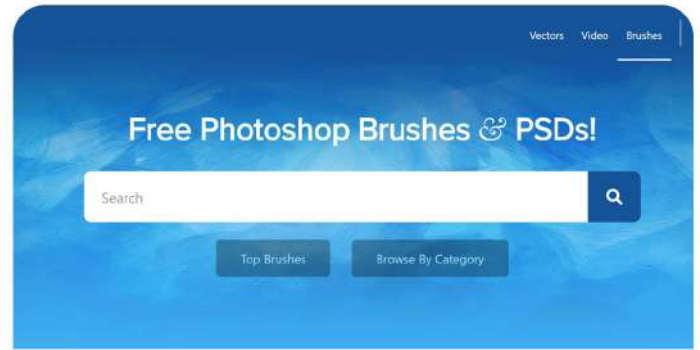 Vectors Video Brushes
Free Photoshop Brushes & PSDs!
Search
Top Brushes Browse By Category